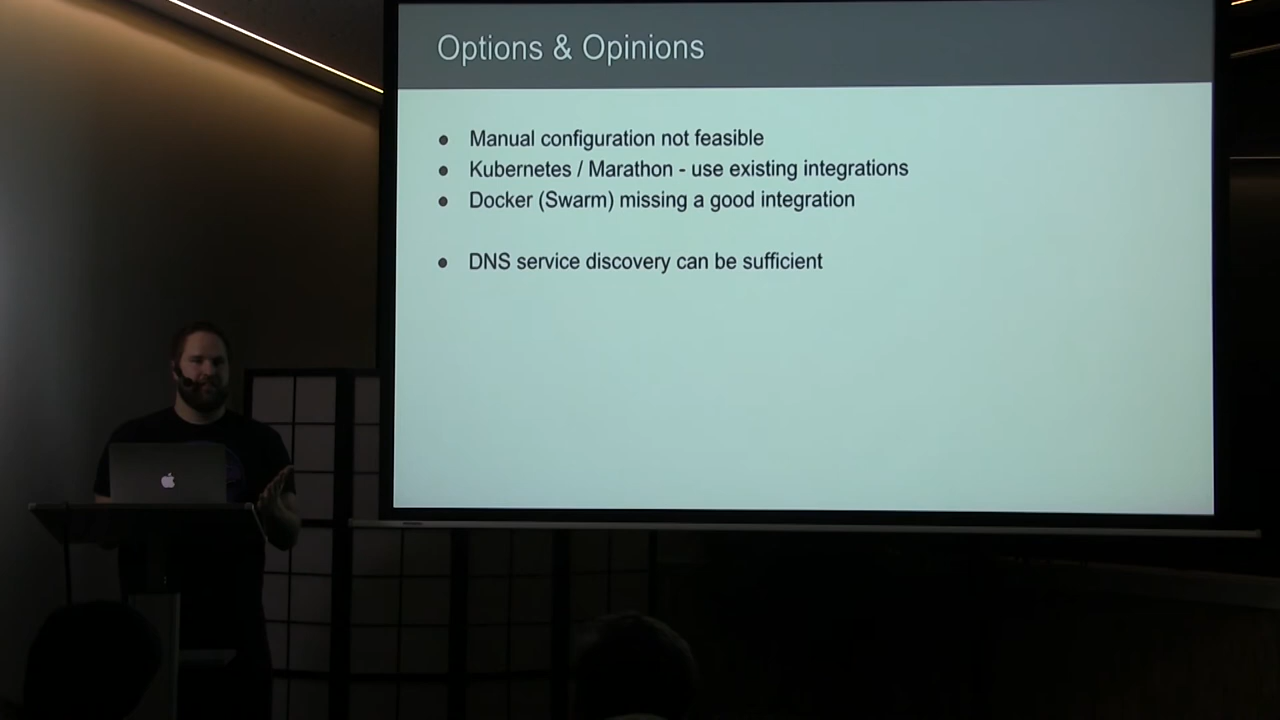 Options & Opinions
Manual configuration not feasible
Kubernetes / Marathon - use existing integrations
Docker (Swarm) missing a good integration
DNS service discovery can be sufficient